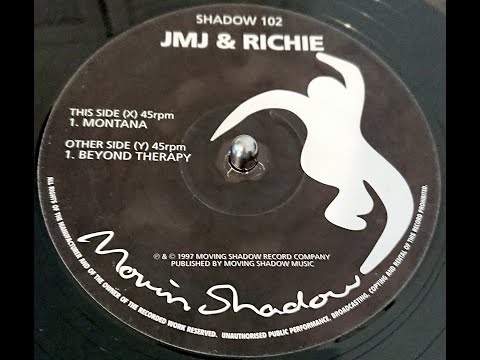 SHADOW 102
JMJ & RICHIE
THIS SIDE (X) 45rpm
1. MONTANA
OTHER SIDE (Y) 45rpm
1. BEYOND THERAPY
℗ & © 1997 MOVING SHADOW RECORD COMPANY
PUBLISHED BY MOVING SHADOW MUSIC
Moving Shadow
ALL RIGHTS OF THE MANUFACTURER AND OF THE OWNER OF THE RECORDED WORK RESERVED. UNAUTHORISED PUBLIC PERFORMANCE, BROADCASTING, COPYING AND RENTAL OF THIS RECORD PROHIBITED.